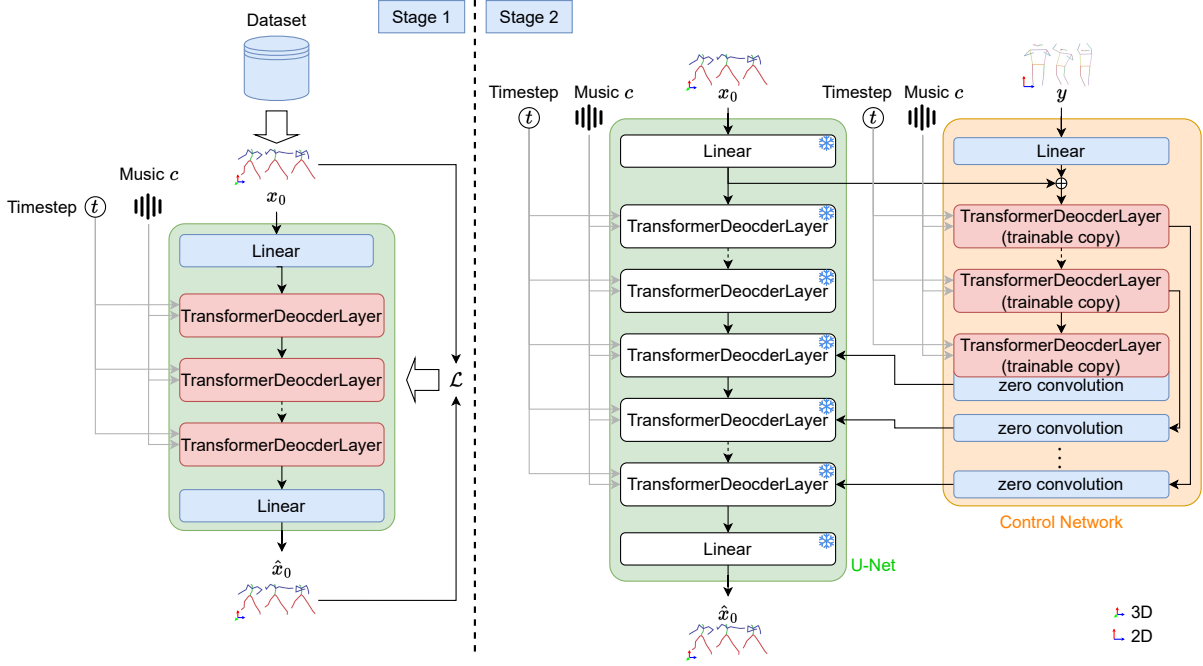 Dataset
Stage 1
Music c
Timestep t
x₀
Linear
TransformerDeocderLayer
TransformerDeocderLayer
TransformerDeocderLayer
Linear
x̂₀
ℒ
Stage 2
Timestep
t
Music c
x₀
Linear
TransformerDeocderLayer
TransformerDeocderLayer
TransformerDeocderLayer
TransformerDeocderLayer
TransformerDeocderLayer
Linear
U-Net
x̂₀
Timestep
t
Music c
y
Linear
TransformerDeocderLayer
(trainable copy)
TransformerDeocderLayer
(trainable copy)
TransformerDeocderLayer
(trainable copy)
zero convolution
zero convolution
zero convolution
Control Network
3D
2D